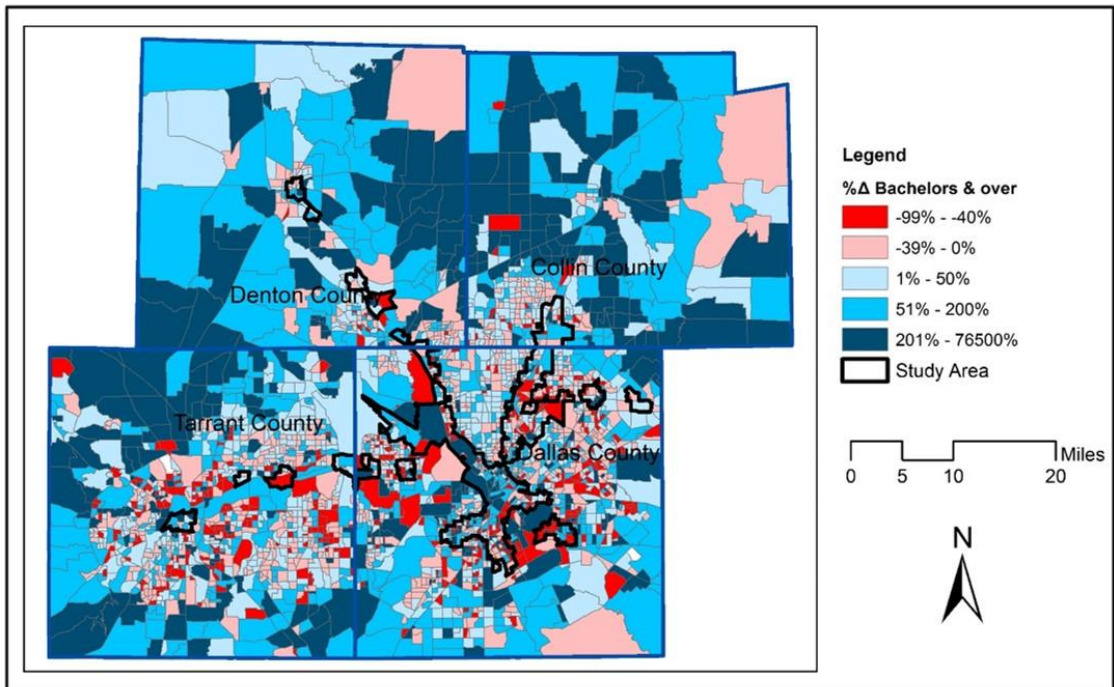 Denton Coun
Collin County
Tarrant County
Dallas County
Legend
%Δ Bachelors & over
-99% - -40%
-39% - 0%
1% - 50%
51% - 200%
201% - 76500%
Study Area
Miles
0 5 10 20
N